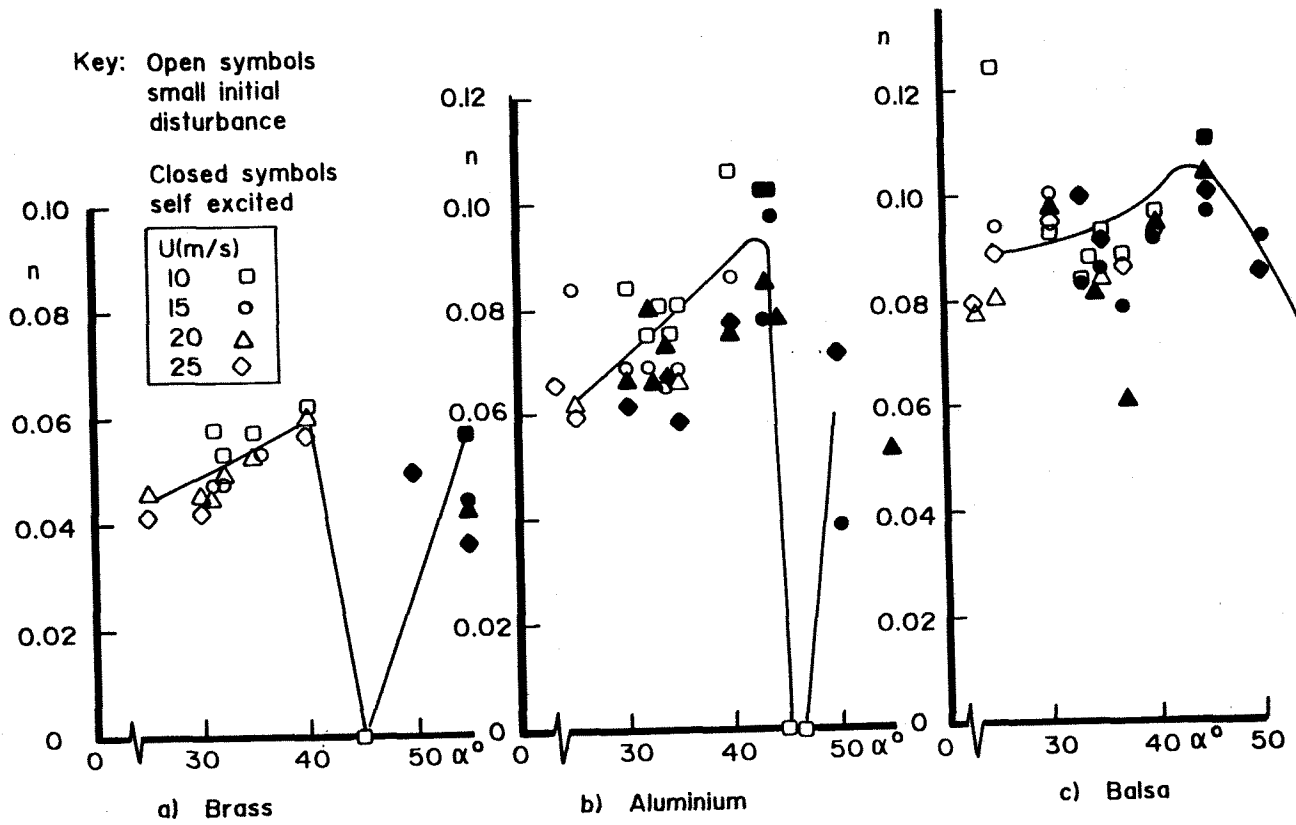 Key: Open symbols
small initial
disturbance
Closed symbols
self excited
U(m/s)
10
15
20
25
n
0.10
0.08
0.06
0.04
0.02
0
0
30
40
50
α°
a) Brass
n
0.12
0.10
0.08
0.06
0.04
0.02
0
0
30
40
50
α°
b) Aluminium
n
0.12
0.10
0.08
0.06
0.04
0.02
0
0
30
40
α°
50
c) Balsa